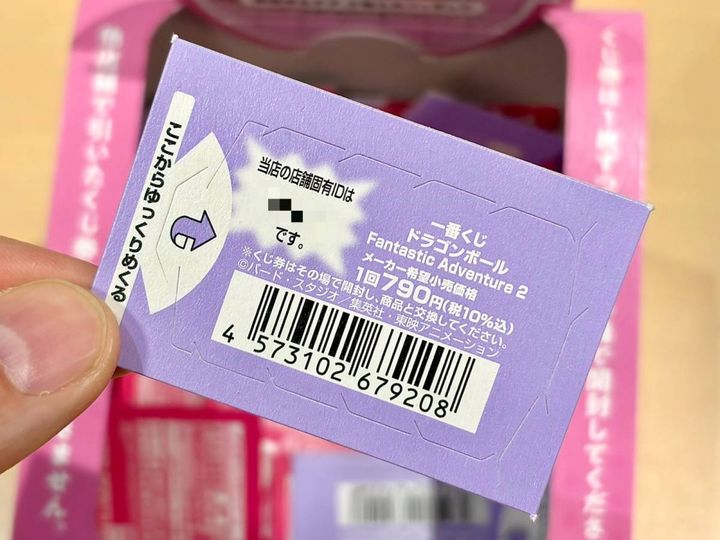 ここからゆっくりめくる
当店の店舗固有IDは
です。
一番くじ
ドラゴンボール
Fantastic Adventure 2
メーカー希望小売価格
1回790円(税10%込)
※くじ券はその場で開封し、商品と交換してください。
©バード・スタジオ/集英社・東映アニメーション
4 573102 679208